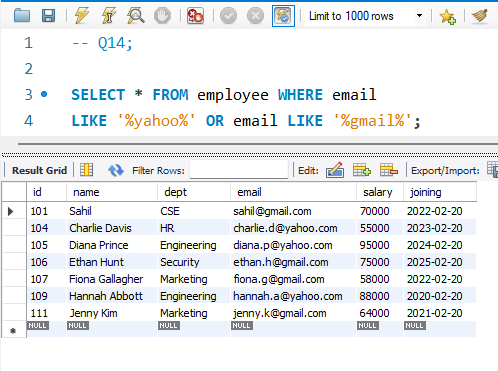 Limit to 1000 rows
1 -- Q14;
2
3 SELECT * FROM employee WHERE email
4 LIKE '%yahoo%' OR email LIKE '%gmail%';
Result Grid Filter Rows: Edit: Export/Import:
id name dept email salary joining
101 Sahil CSE sahil@gmail.com 70000 2022-02-20
104 Charlie Davis HR charlie.d@yahoo.com 55000 2023-02-20
105 Diana Prince Engineering diana.p@yahoo.com 95000 2024-02-20
106 Ethan Hunt Security ethan.h@gmail.com 75000 2025-02-20
107 Fiona Gallagher Marketing fiona.g@gmail.com 58000 2022-02-20
109 Hannah Abbott Engineering hannah.a@yahoo.com 88000 2020-02-20
111 Jenny Kim Marketing jenny.k@gmail.com 64000 2021-02-20
NULL NULL NULL NULL NULL NULL